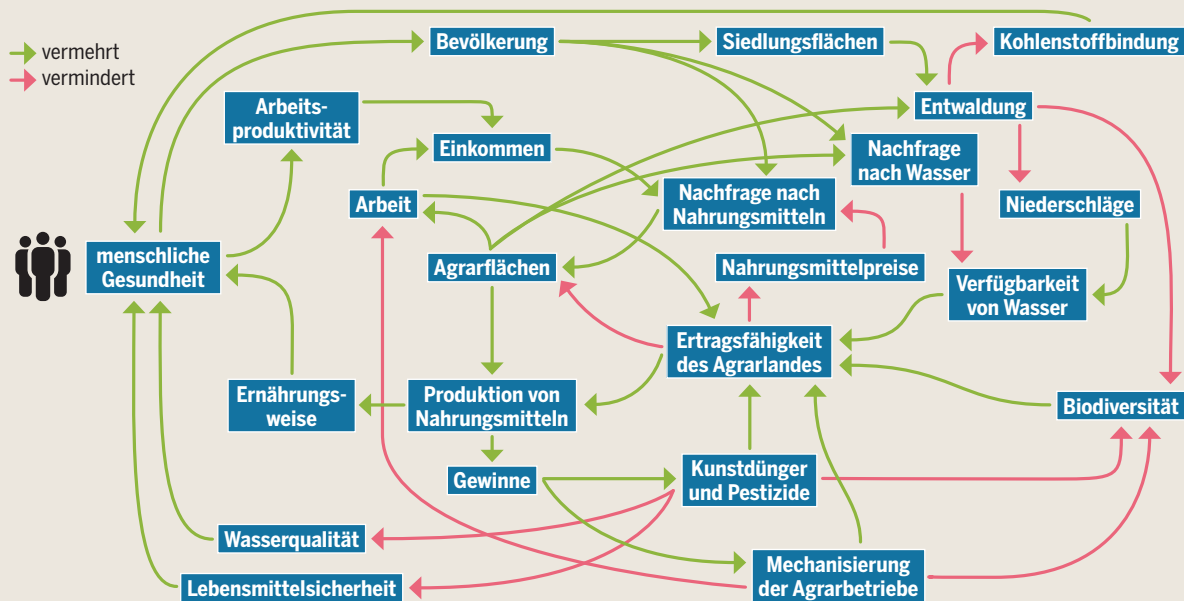 vermehrt
vermindert
Bevölkerung
Siedlungsflächen
Kohlenstoffbindung
Arbeits-
produktivität
Entwaldung
Einkommen
Nachfrage
nach Wasser
Arbeit
Nachfrage nach
Nahrungsmitteln
Niederschläge
menschliche
Gesundheit
Agrarflächen
Nahrungsmittelpreise
Verfügbarkeit
von Wasser
Ertragsfähigkeit
des Agrarlandes
Ernährungs-
weise
Produktion von
Nahrungsmitteln
Biodiversität
Gewinne
Kunstdünger
und Pestizide
Wasserqualität
Mechanisierung
der Agrarbetriebe
Lebensmittelsicherheit